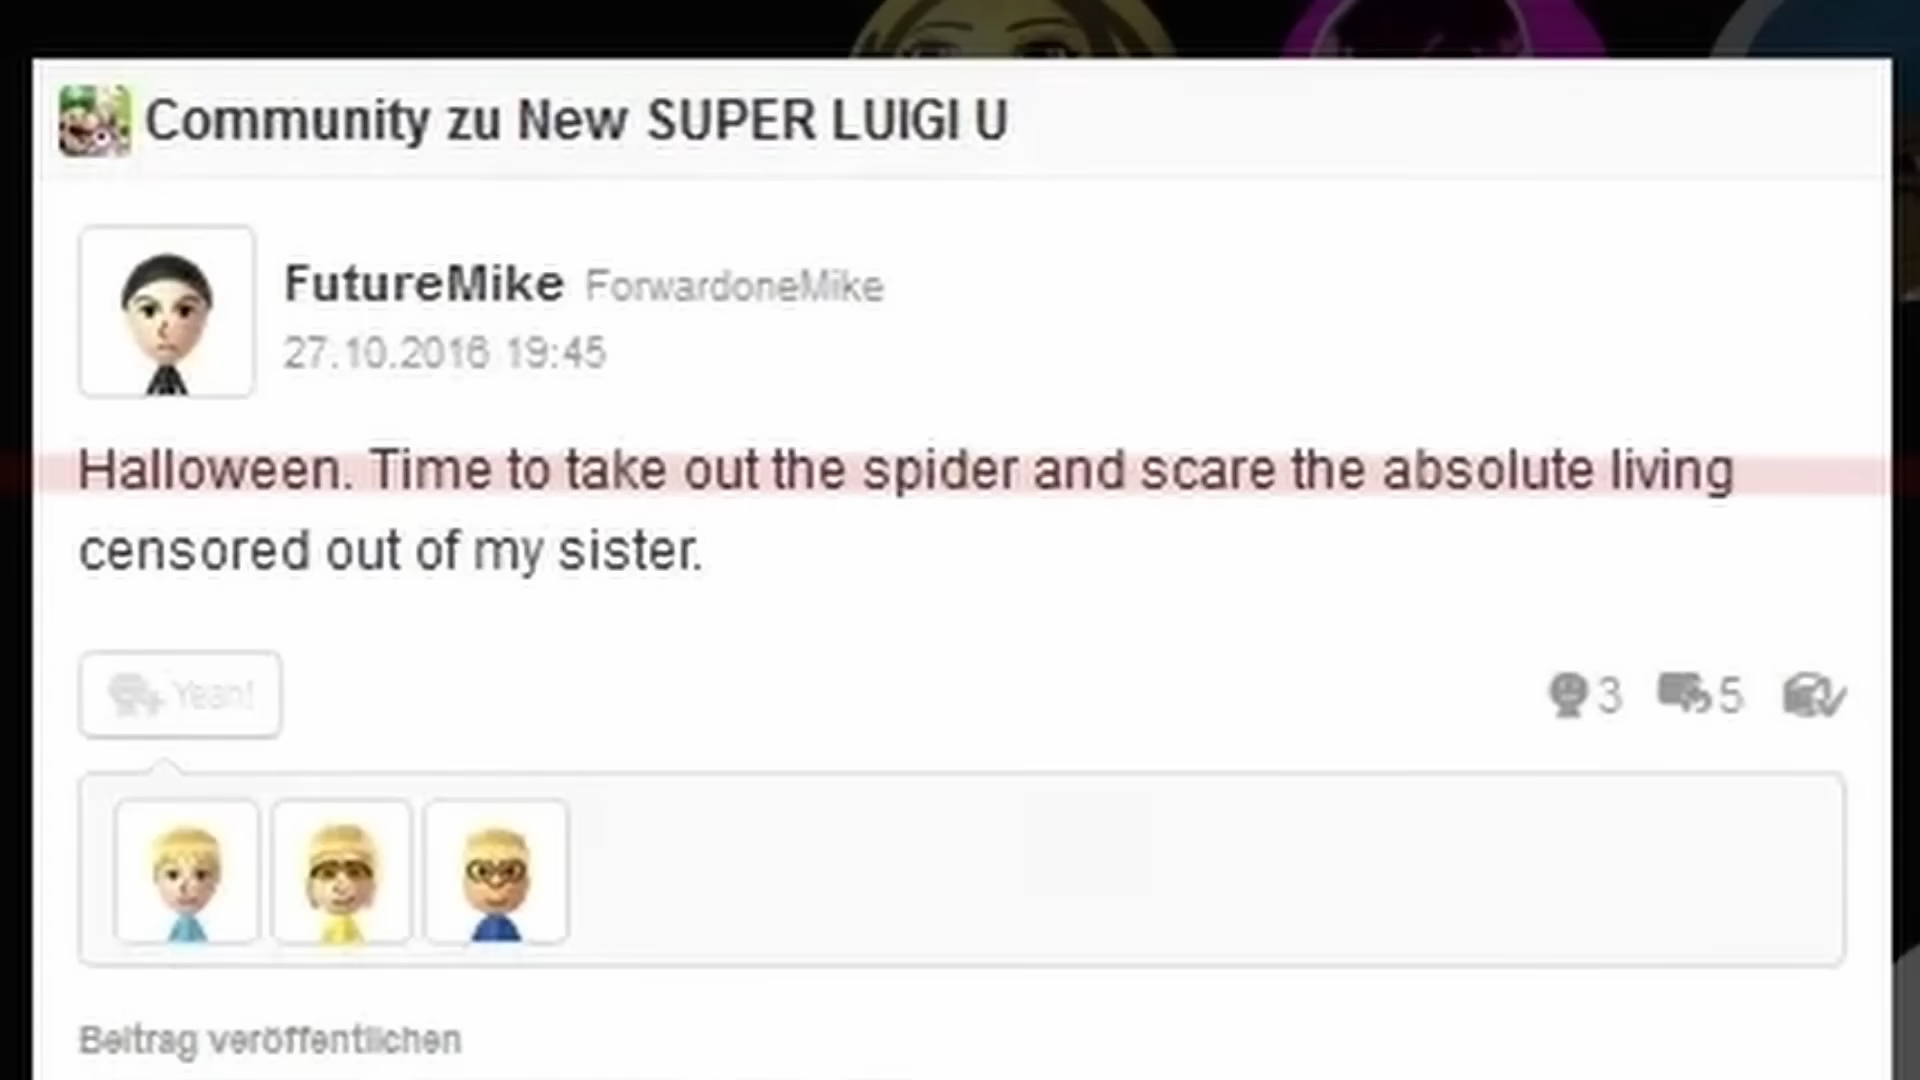 Community zu New SUPER LUIGI U
FutureMike ForwardoneMike
27.10.2016 19:45
Halloween. Time to take out the spider and scare the absolute living
censored out of my sister.
Yeah!
3 5
Beitrag veröffentlichen